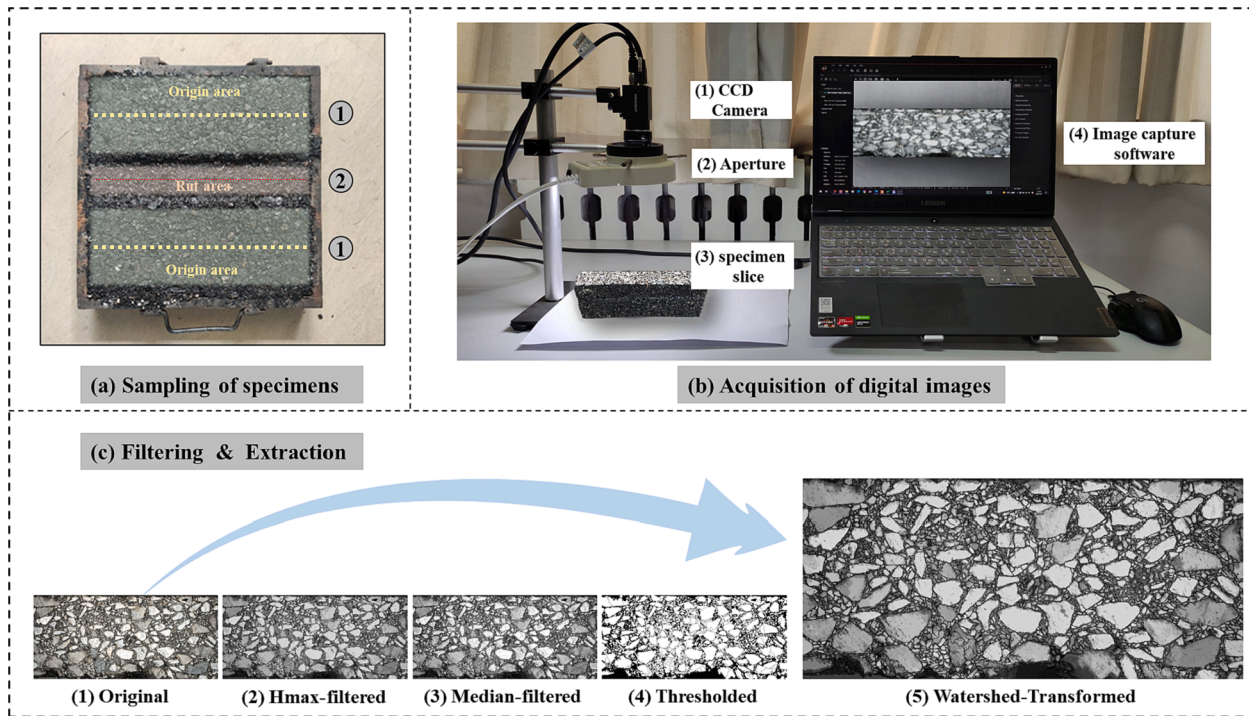 Origin area
1
Rut area
2
1
Origin area
(a) Sampling of specimens
(1) CCD
Camera
(2) Aperture
(3) specimen
slice
(4) Image capture
software
LEGION
(b) Acquisition of digital images
(c) Filtering & Extraction
(1) Original
(2) Hmax-filtered
(3) Median-filtered
(4) Thresholded
(5) Watershed-Transformed